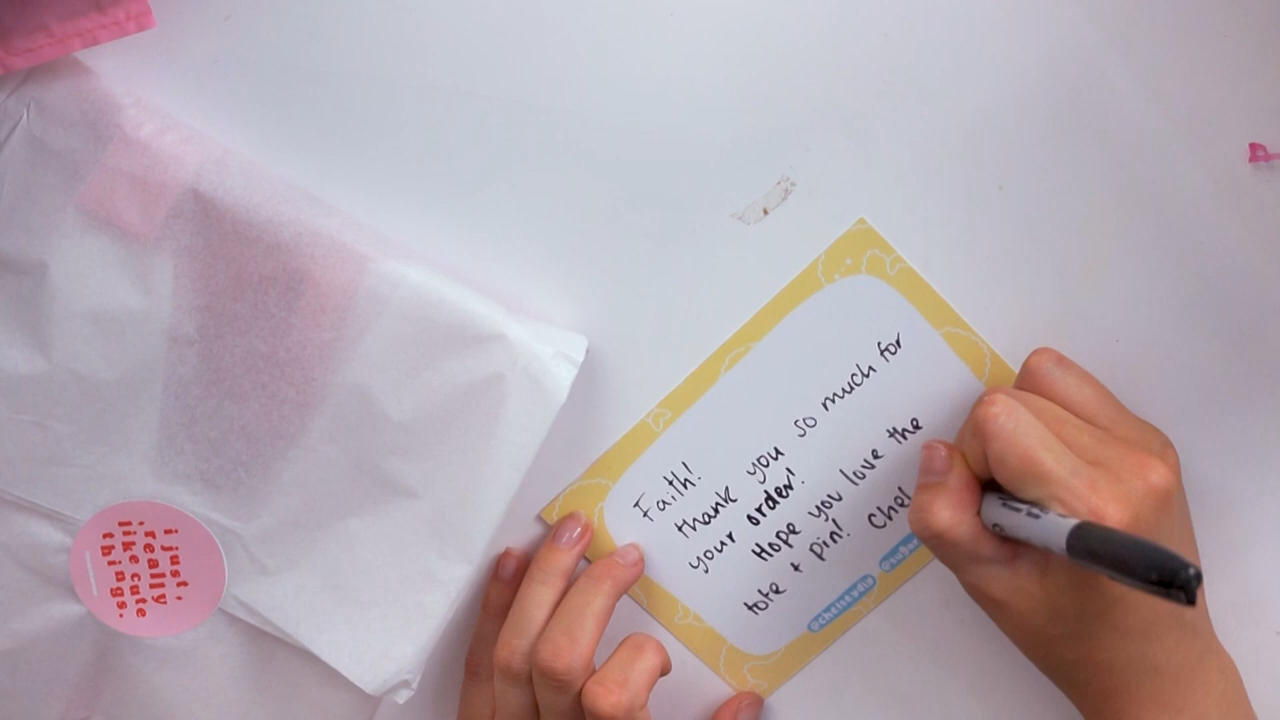 i just,
really
like cute
things.
Faith!
thank you so much for
your order!
Hope you love the
tote + pin! Chel
@chelseydiy